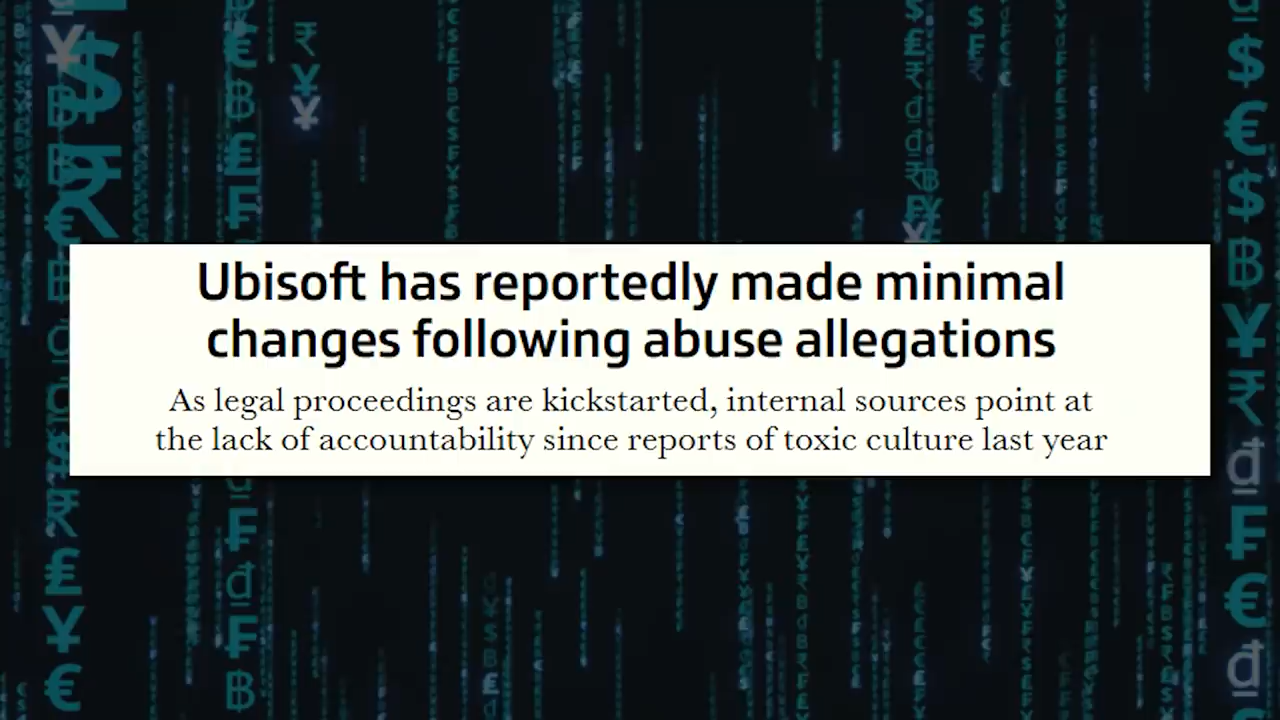 Ubisoft has reportedly made minimal
changes following abuse allegations
As legal proceedings are kickstarted, internal sources point at
the lack of accountability since reports of toxic culture last year